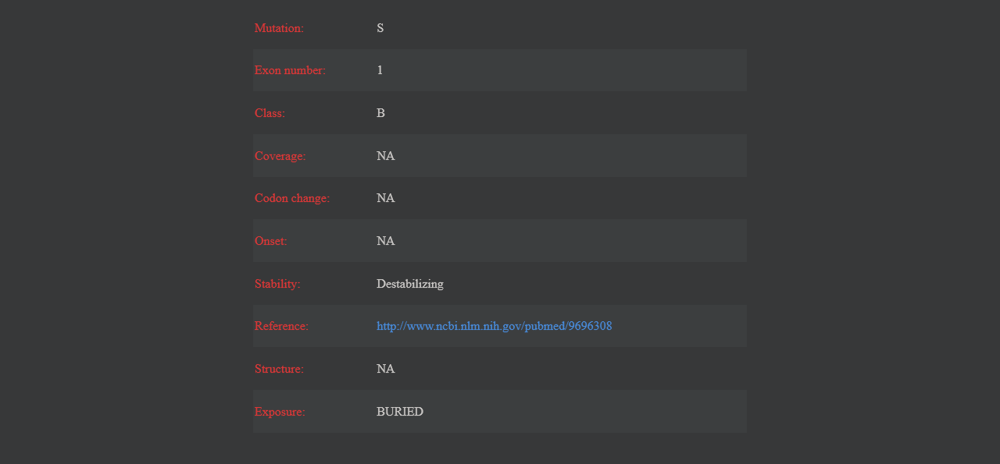 Mutation: S
Exon number: 1
Class: B
Coverage: NA
Codon change: NA
Onset: NA
Stability: Destabilizing
Reference: http://www.ncbi.nlm.nih.gov/pubmed/9696308
Structure: NA
Exposure: BURIED